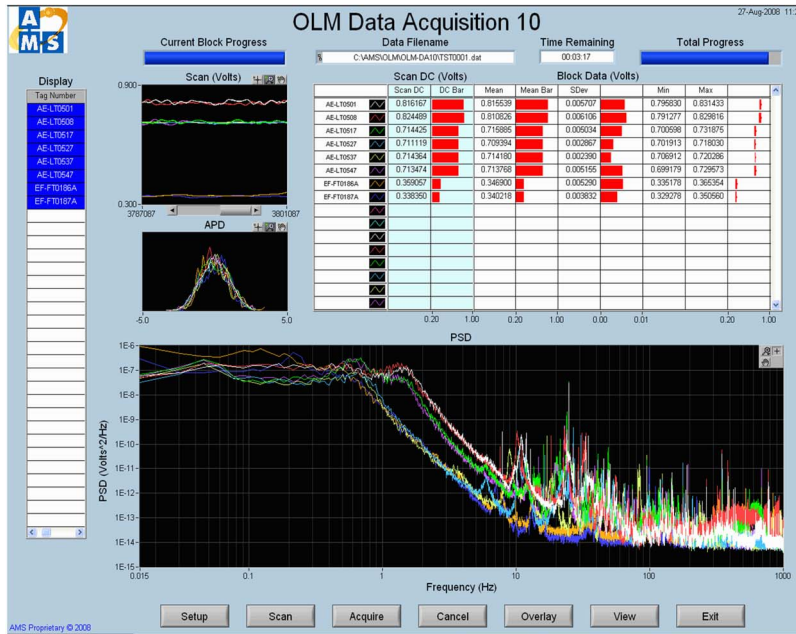 AMS
OLM Data Acquisition 10
27-Aug-2008
Current Block Progress
Data Filename
Time Remaining
Total Progress
% C:\AMS\OLM\OLM-DA10\TST0001.dat
00:03:17
Display
Tag Number
AE-LT0501
AE-LT0508
AE-LT0517
AE-LT0527
AE-LT0537
AE-LT0547
EF-FT0186A
EF-FT0187A
Scan (Volts)
0.900
0.300
3787087 3801087
APD
-5.0 5.0
Scan DC (Volts) Block Data (Volts)
Scan DC DC Bar Mean Mean Bar SDev Min Max
AE-LT0501 0.816167 0.815539 0.005707 0.795830 0.831433
AE-LT0508 0.824489 0.810826 0.006106 0.791277 0.829816
AE-LT0517 0.714425 0.715885 0.005034 0.700598 0.731875
AE-LT0527 0.711119 0.709394 0.002867 0.701913 0.718030
AE-LT0537 0.714364 0.714180 0.002390 0.706912 0.720286
AE-LT0547 0.713474 0.713768 0.005155 0.699179 0.729573
EF-FT0186A 0.359057 0.346900 0.005290 0.335178 0.365354
EF-FT0187A 0.338350 0.340218 0.003832 0.329278 0.350560
0.20 1.00 0.20 1.00 0.00 0.01 0.20 1.00
PSD
PSD (Volts^2/Hz)
1E-6
1E-7
1E-8
1E-9
1E-10
1E-11
1E-12
1E-13
1E-14
1E-15
0.015 0.1 1 10 100 1000
Frequency (Hz)
Setup Scan Acquire Cancel Overlay View Exit
AMS Proprietary © 2008